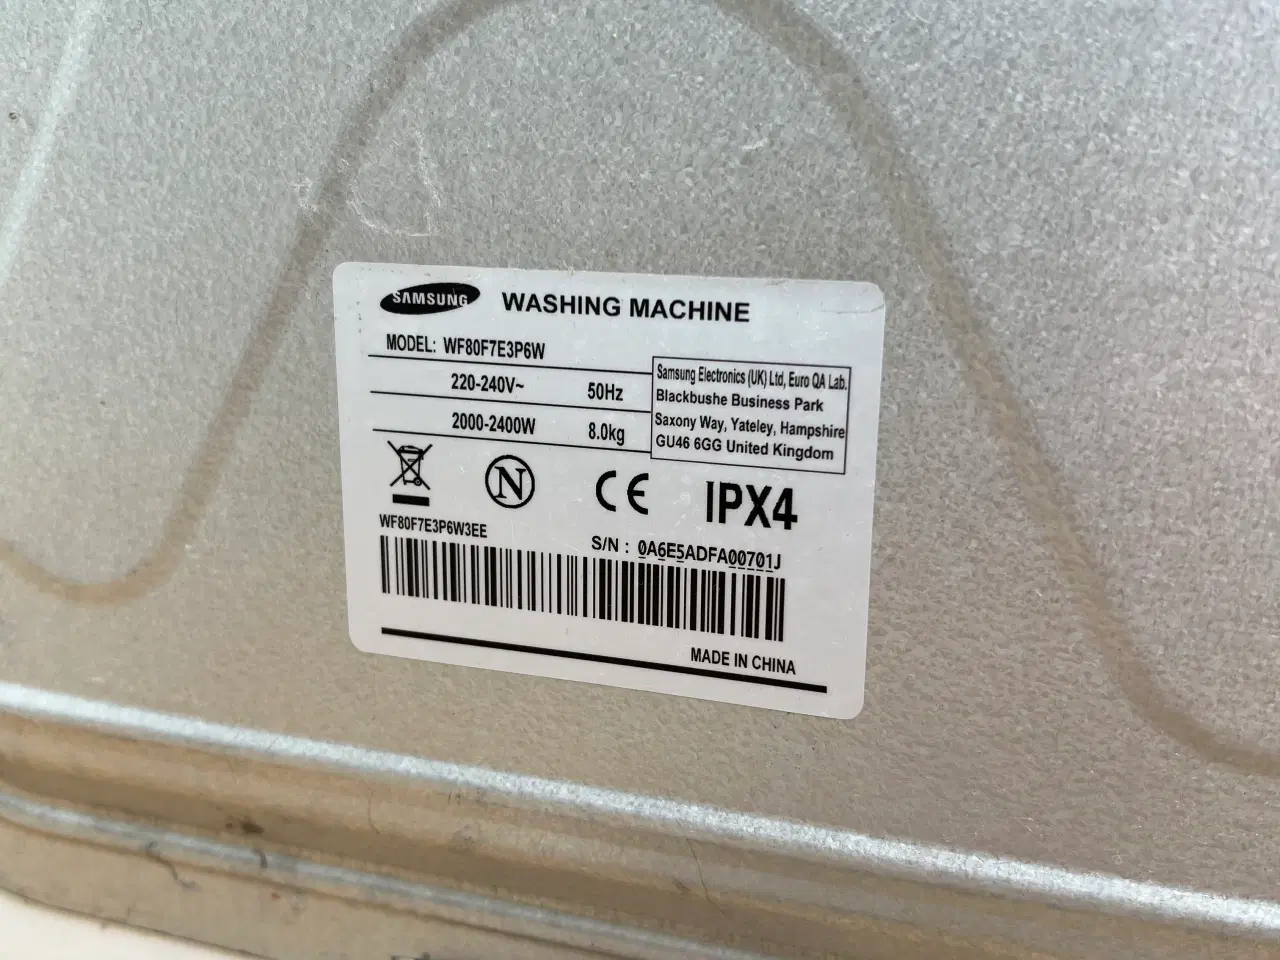 SAMSUNG WASHING MACHINE
MODEL: WF80F7E3P6W
220-240V~ 50Hz
2000-2400W 8.0kg
Samsung Electronics (UK) Ltd, Euro QA Lab.
Blackbushe Business Park
Saxony Way, Yateley, Hampshire
GU46 6GG United Kingdom
N CE IPX4
WF80F7E3P6W3EE
S/N : 0A6E5ADFA00701J
MADE IN CHINA